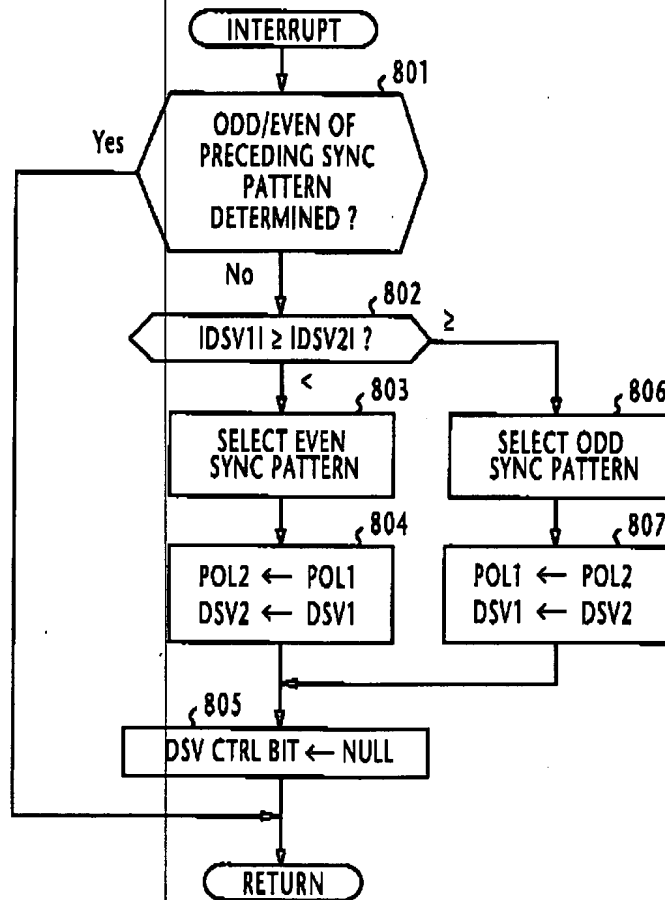 INTERRUPT
801
ODD/EVEN OF
PRECEDING SYNC
PATTERN
DETERMINED ?
Yes
No
802
|DSV1| ≥ |DSV2| ?
≥
<
803
SELECT EVEN
SYNC PATTERN
806
SELECT ODD
SYNC PATTERN
804
POL2 ← POL1
DSV2 ← DSV1
807
POL1 ← POL2
DSV1 ← DSV2
805
DSV CTRL BIT ← NULL
RETURN